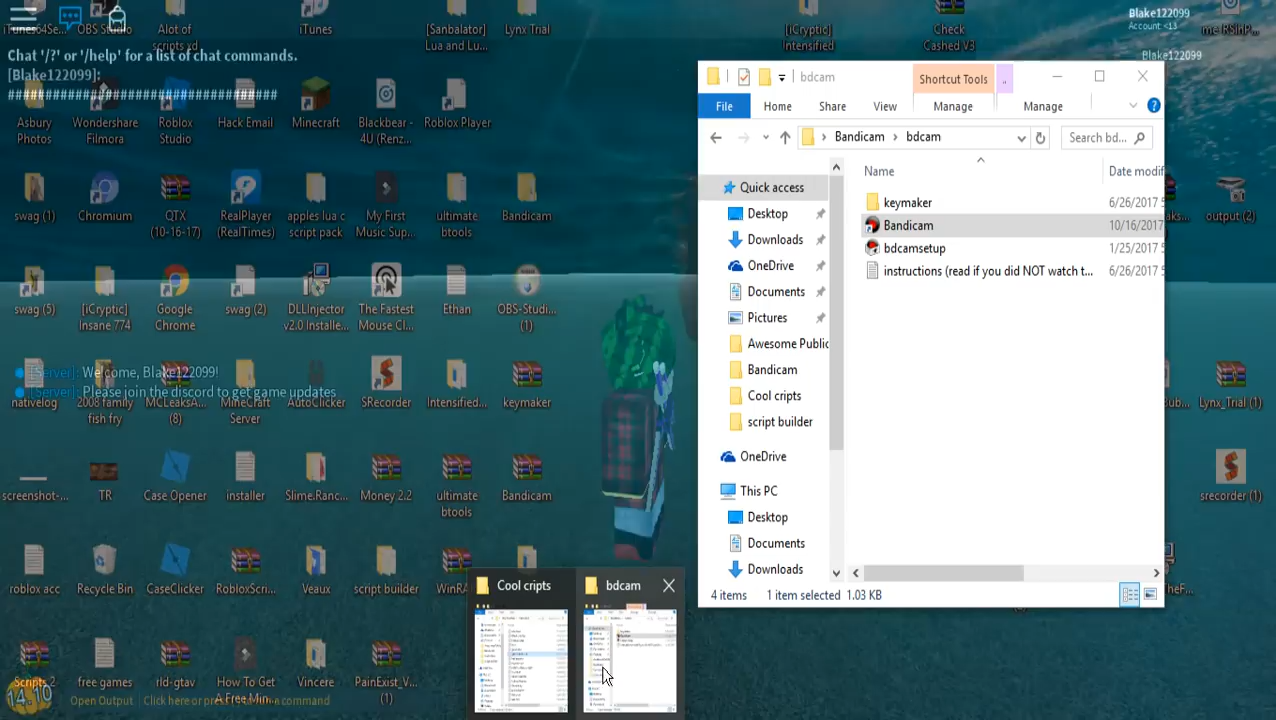 iTunes64Se...
OBS Studio
Alot of
scripts xd
iTunes
[Sanbalator]
Lua and Lu...
Lynx Trial
[iCryptic]
Intensified
Check
Cashed V3
Blake122099
Account: <13
Blake122099
Chat '/?' or '/help' for a list of chat commands.
[Blake122099]:
##################################
Asbury
Photos
Wondershare
Filmora
Roblox
Studio
Hack Email
Minecraft
Blackbear -
4U (Renz...
Roblox Player
swag (1)
Chromium
QTX
(10-16-17)
RealPlayer
(RealTimes)
apples lua c
script pack
My First
Music Sup...
ultimate
btools
Bandicam
output (2)
swag (5)
[iCryptic]
Insane 774
Google
Chrome
swag (2)
DLLInjector
v2.0 Installe...
The Fastest
Mouse Cl...
Ethan
OBS-Studi...
(1)
[Server]: Welcome, Blake122099!
[Server]: Please join the discord to get game updates
nativelog
2008 family
fish fry
MCLeaksA...
(8)
MineCraft
Server
AutoClicker
SRecorder
Intensified...
keymaker
Lynx_Trial (1)
screenshot-...
TR
Case Opener
installer
Slime.Ranc...
Money 2.2
ultimate
btools
Bandicam
srecorder (1)
roblox acc
Recycle Bin
CaseClicker
RobloxScri...
Veaux
script builder
scripts 2
free games
How to get
PainExist_V...
(1)
Click here or press ( ) to run a command
bdcam
Shortcut Tools
File
Home
Share
View
Manage
Manage
Bandicam
bdcam
Search bd...
Name
Date modif
Quick access
Desktop
Downloads
OneDrive
Documents
Pictures
Awesome Public
Bandicam
Cool cripts
script builder
OneDrive
This PC
Desktop
Documents
Downloads
keymaker
6/26/2017 5
Bandicam
10/16/2017
bdcamsetup
1/25/2017 5
instructions (read if you did NOT watch t...
6/26/2017 5
4 items
1 item selected
1.03 KB
Cool cripts
bdcam